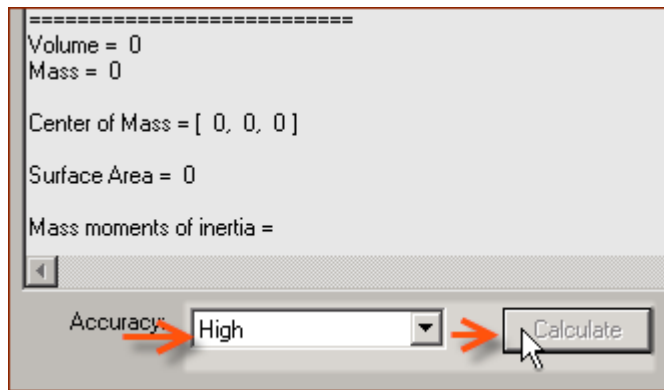 ===========================
Volume =  0
Mass =  0
Center of Mass = [  0,  0,  0 ]
Surface Area =  0
Mass moments of inertia =
Accuracy:
High
Calculate